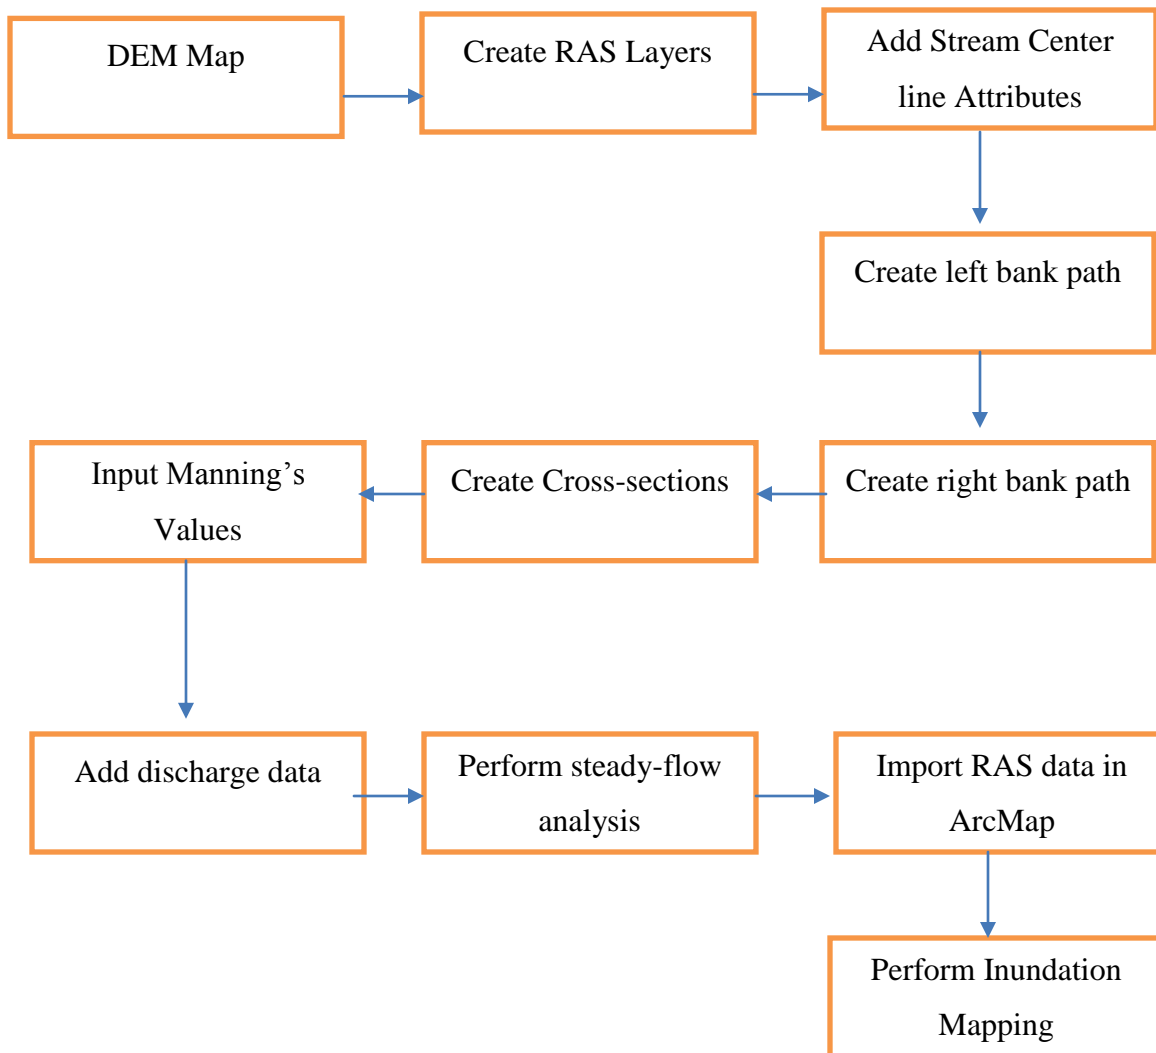 DEM Map
Create RAS Layers
Add Stream Center
line Attributes
Create left bank path
Create right bank path
Create Cross-sections
Input Manning’s
Values
Add discharge data
Perform steady-flow
analysis
Import RAS data in
ArcMap
Perform Inundation
Mapping